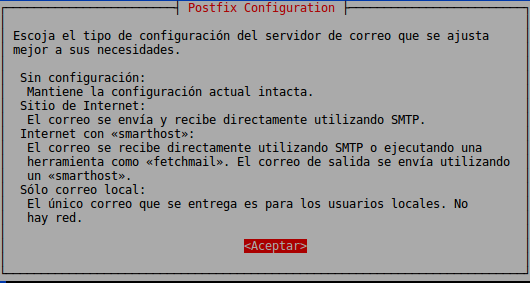 Postfix Configuration
Escoja el tipo de configuración del servidor de correo que se ajusta
mejor a sus necesidades.
Sin configuración:
Mantiene la configuración actual intacta.
Sitio de Internet:
El correo se envía y recibe directamente utilizando SMTP.
Internet con «smarthost»:
El correo se recibe directamente utilizando SMTP o ejecutando una
herramienta como «fetchmail». El correo de salida se envía utilizando
un «smarthost».
Sólo correo local:
El único correo que se entrega es para los usuarios locales. No
hay red.
<Aceptar>